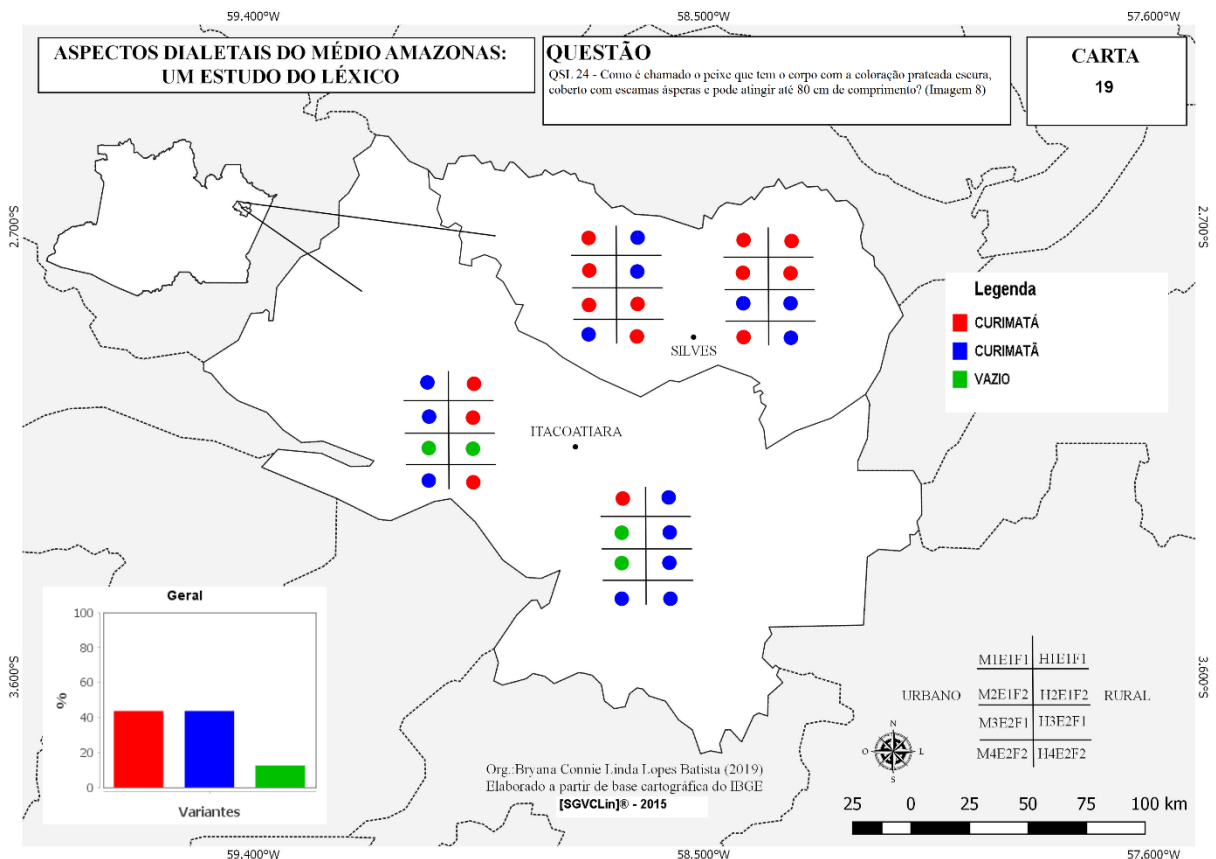 59.400°W 58.500°W 57.600°W
ASPECTOS DIALETAIS DO MÉDIO AMAZONAS:
UM ESTUDO DO LÉXICO
QUESTÃO
QSL 24 - Como é chamado o peixe que tem o corpo com a coloração prateada escura,
coberto com escamas ásperas e pode atingir até 80 cm de comprimento? (Imagem 8)
CARTA
19
2.700°S 2.700°S
Legenda
CURIMATÁ
CURIMATÃ
VAZIO
SILVES
ITACOATIARA
3.600°S 3.600°S
Geral
100
80
60
40
20
0
%
Variantes
M1E1F1 H1E1F1
URBANO M2E1F2 H2E1F2 RURAL
M3E2F1 H3E2F1
M4E2F2 H4E2F2
N
O L
S
Org.:Bryana Connie Linda Lopes Batista (2019)
Elaborado a partir de base cartográfica do IBGE
[SGVCLin]® - 2015
25 0 25 50 75 100 km
59.400°W 58.500°W 57.600°W